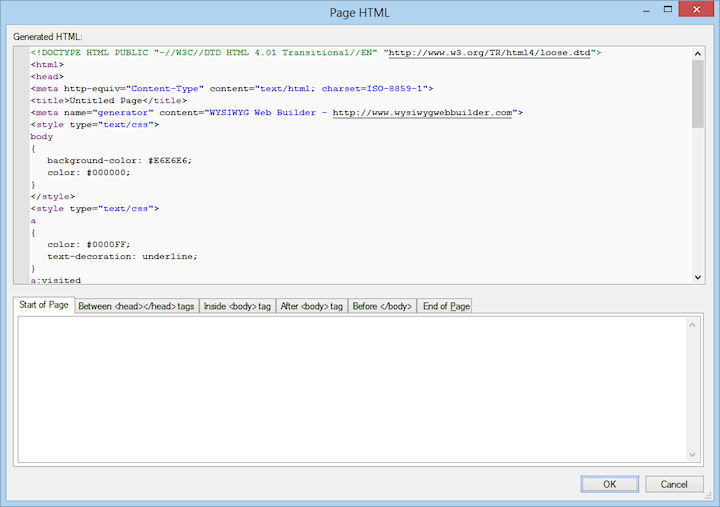 Page HTML
Generated HTML:
<!DOCTYPE HTML PUBLIC "-//W3C//DTD HTML 4.01 Transitional//EN" "http://www.w3.org/TR/html4/loose.dtd">
<html>
<head>
<meta http-equiv="Content-Type" content="text/html; charset=ISO-8859-1">
<title>Untitled Page</title>
<meta name="generator" content="WYSIWYG Web Builder - http://www.wysiwygwebbuilder.com">
<style type="text/css">
body
{
   background-color: #E6E6E6;
   color: #000000;
}
</style>
<style type="text/css">
a
{
   color: #0000FF;
   text-decoration: underline;
}
a:visited
Start of Page Between <head></head> tags Inside <body> tag After <body> tag Before </body> End of Page
OK Cancel